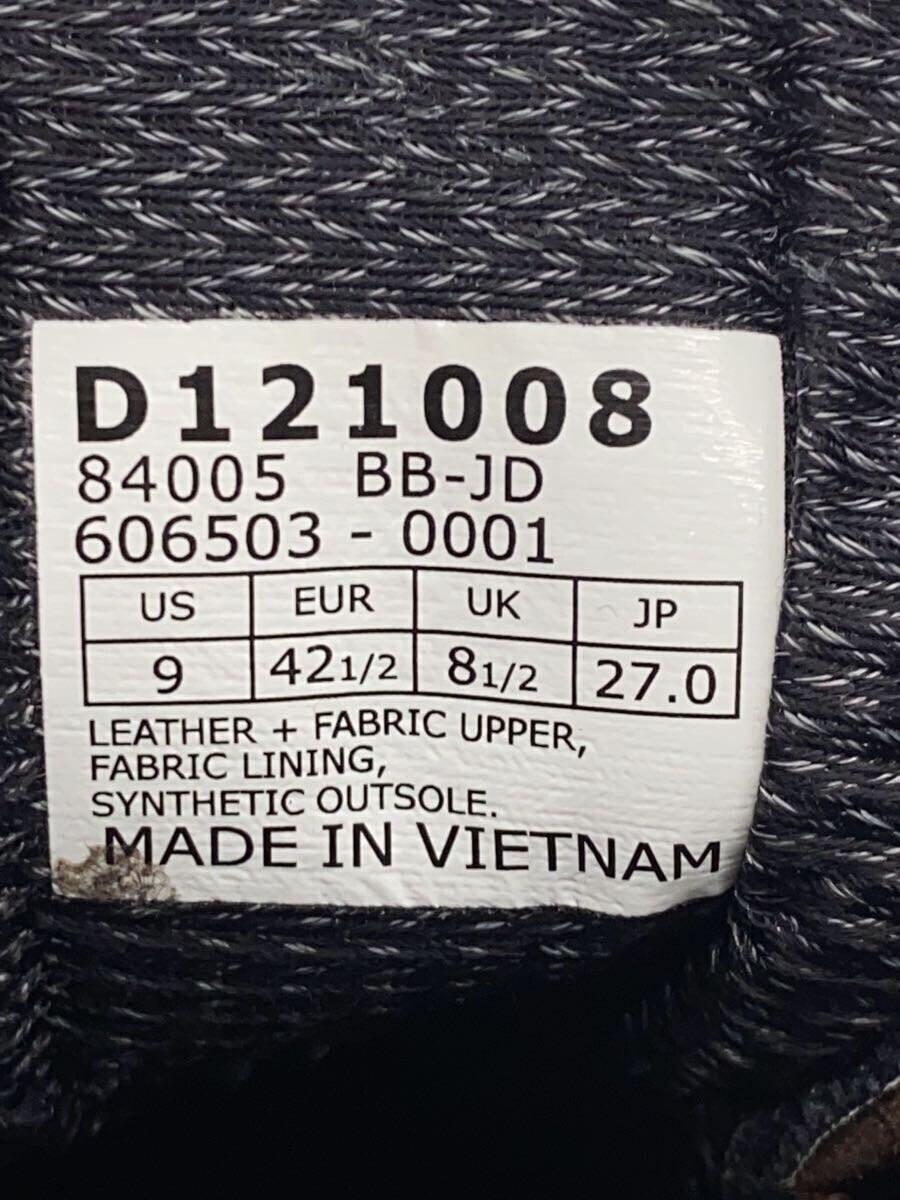 D121008
84005 BB-JD
606503 - 0001
US EUR UK JP
9 42 1/2 8 1/2 27.0
LEATHER + FABRIC UPPER,
FABRIC LINING,
SYNTHETIC OUTSOLE.
MADE IN VIETNAM